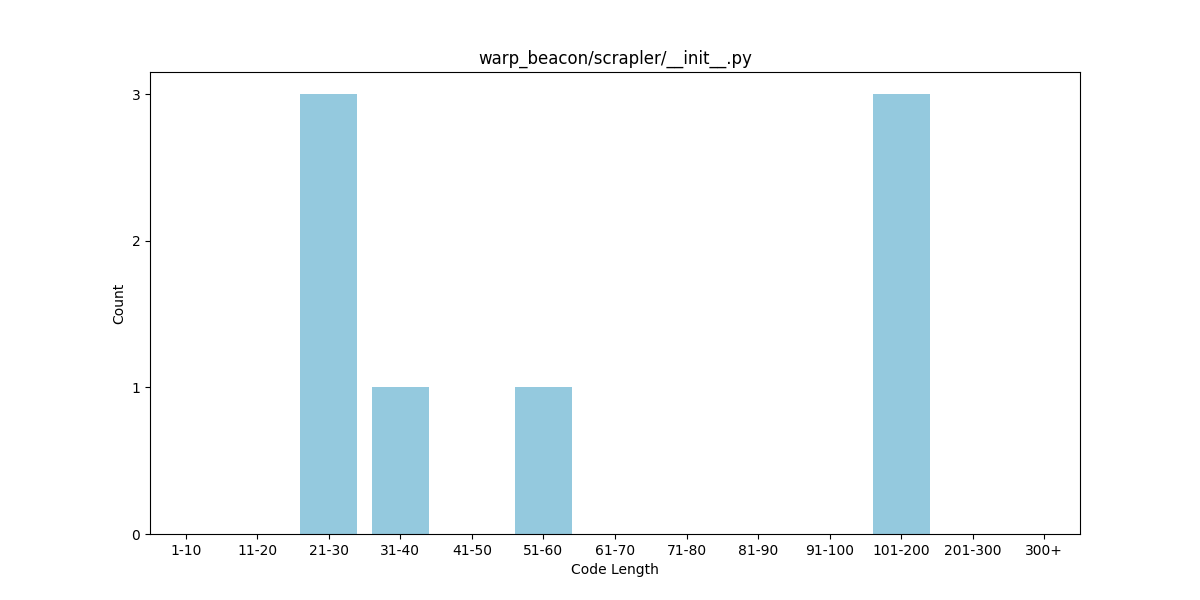 warp_beacon/scrapler/__init__.py
Count
3
2
1
0
1-10 11-20 21-30 31-40 41-50 51-60 61-70 71-80 81-90 91-100 101-200 201-300 300+
Code Length